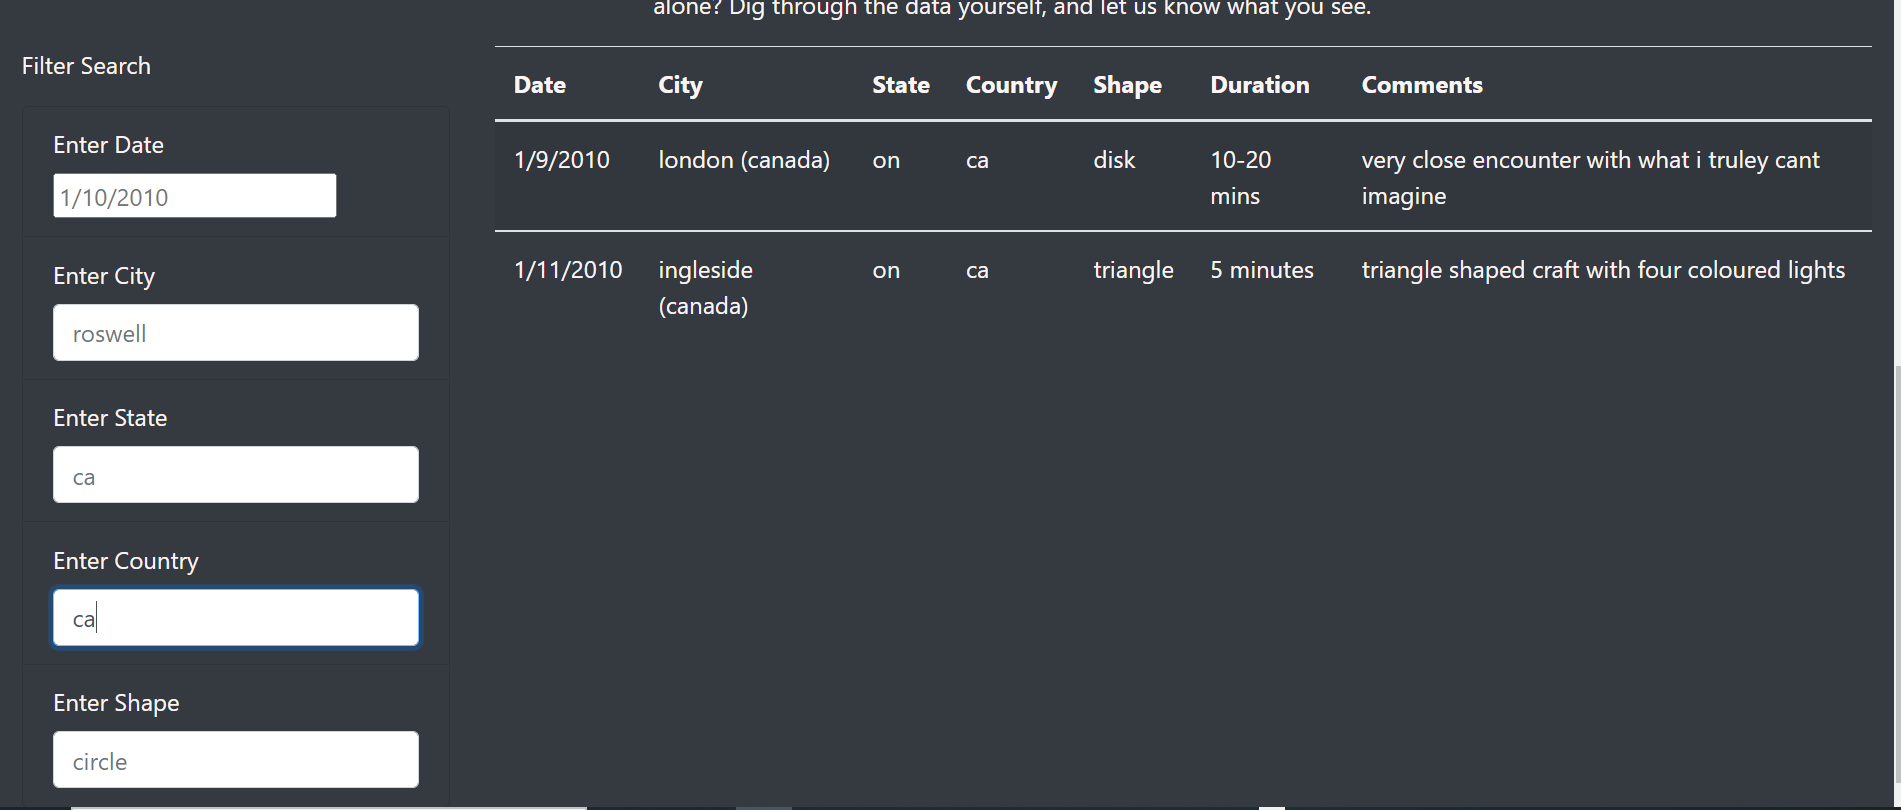 alone? Dig through the data yourself, and let us know what you see.
Filter Search
Enter Date
1/10/2010
Enter City
roswell
Enter State
ca
Enter Country
ca
Enter Shape
circle
Date City State Country Shape Duration Comments
1/9/2010 london (canada) on ca disk 10-20 very close encounter with what i truley cant
mins imagine
1/11/2010 ingleside on ca triangle 5 minutes triangle shaped craft with four coloured lights
(canada)